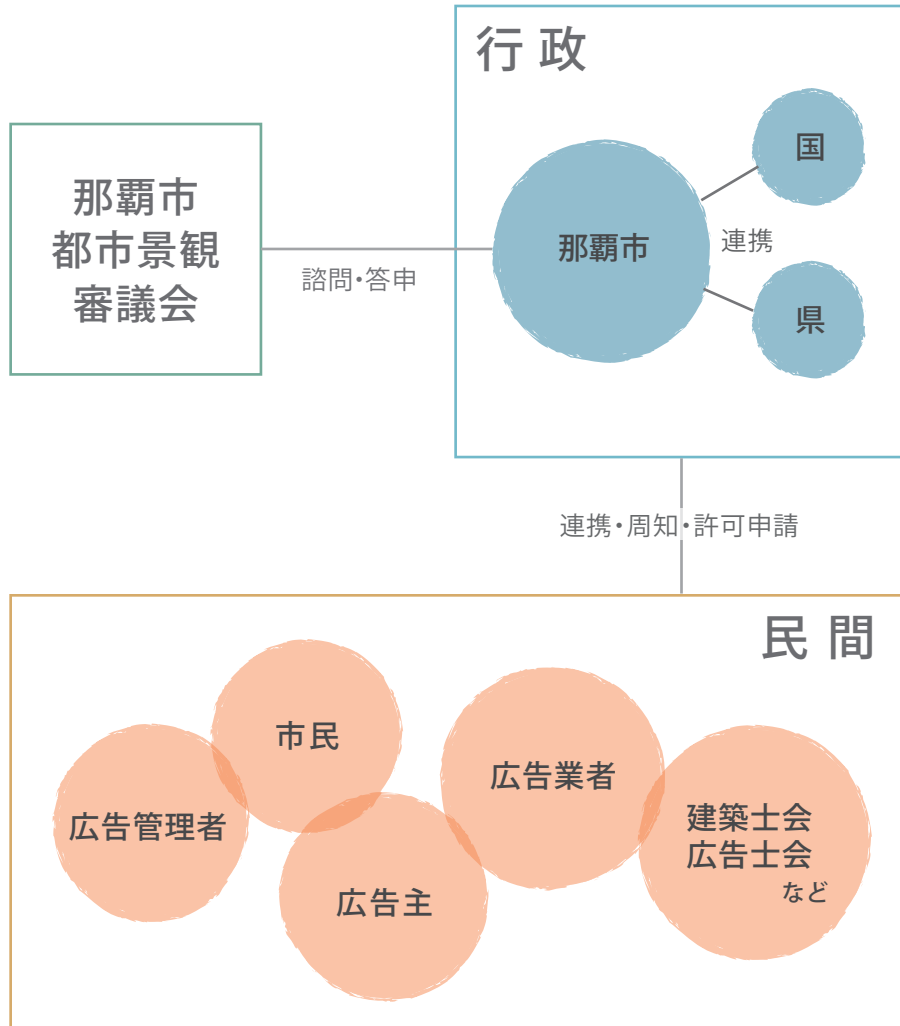 行政
国
那覇市
都市景観
審議会
那覇市
連携
諮問・答申
県
連携・周知・許可申請
民間
市民
広告業者
広告管理者
建築士会
広告士会
など
広告主